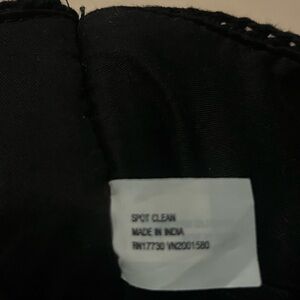 SPOT CLEAN
MADE IN INDIA
RN17730 VN2001580